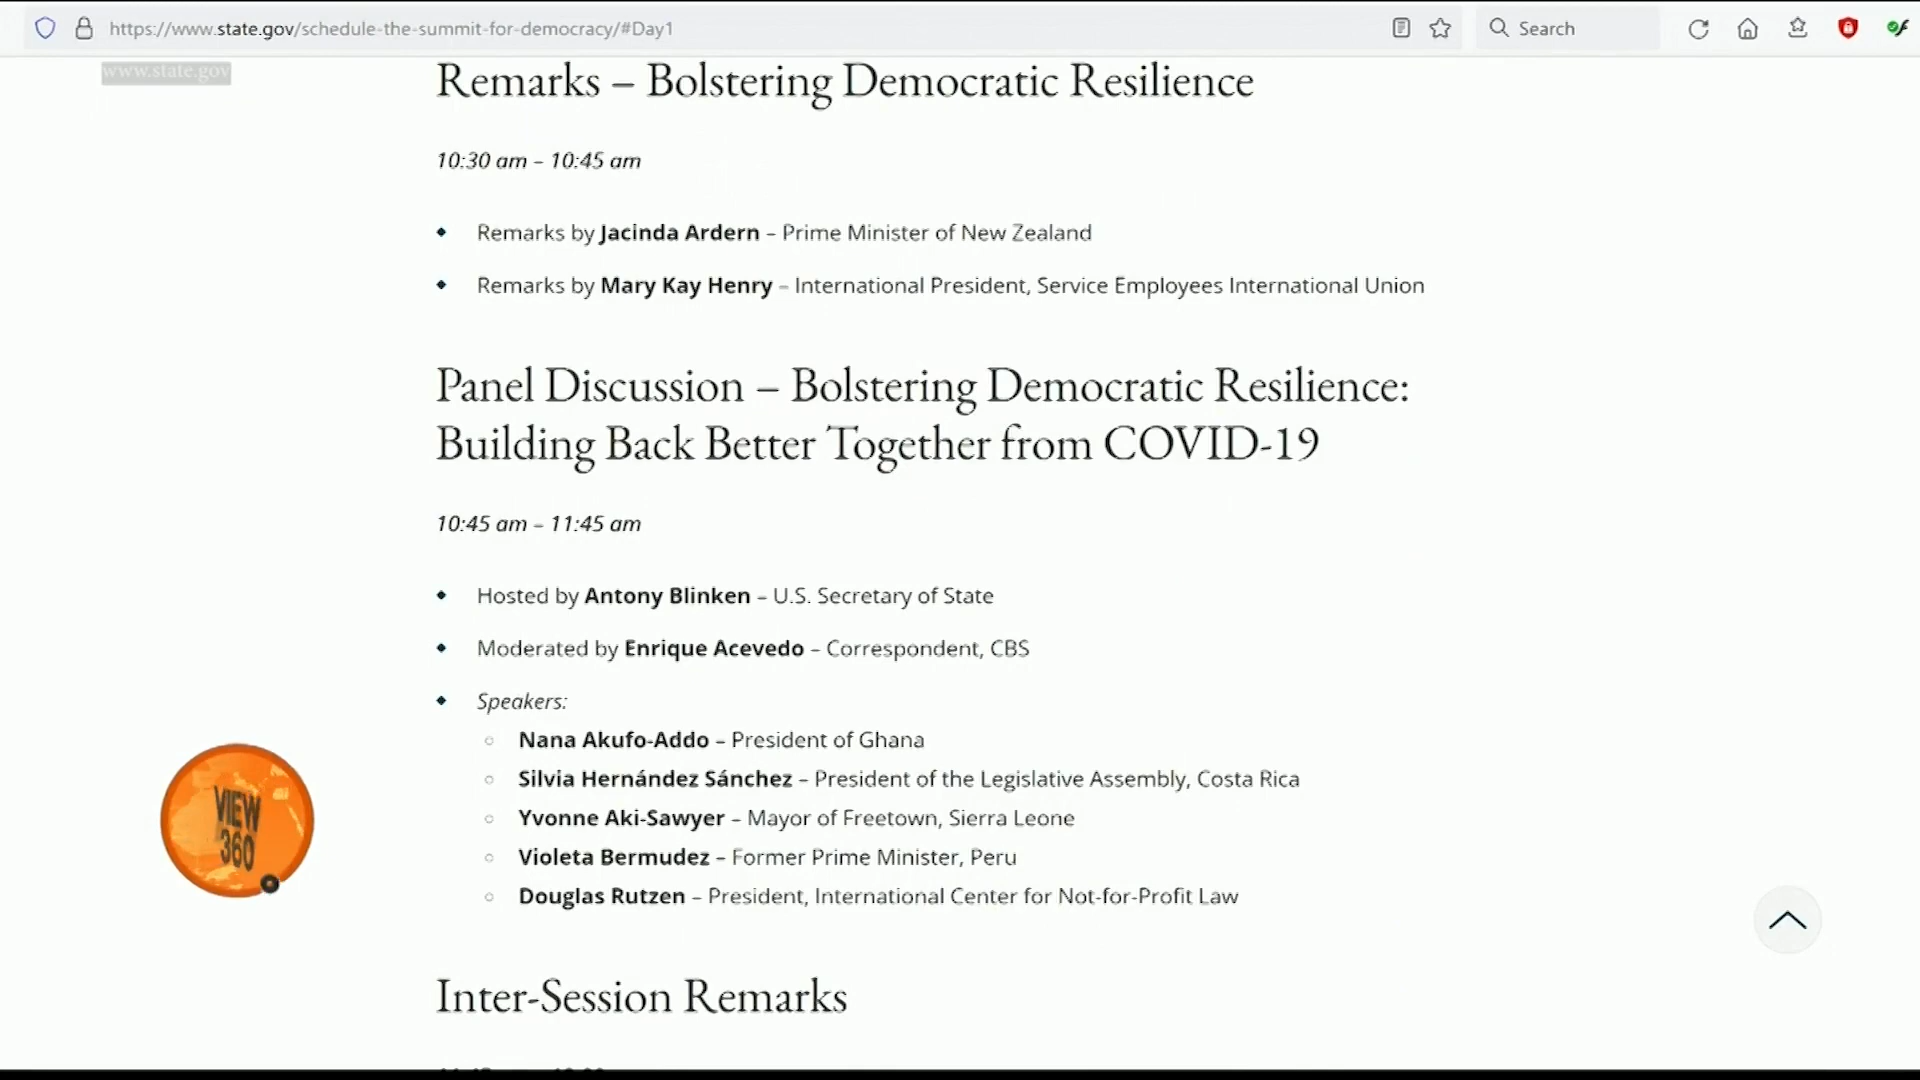 https://www.state.gov/schedule-the-summit-for-democracy/#Day1
Search
www.state.gov
Remarks – Bolstering Democratic Resilience
10:30 am – 10:45 am
Remarks by Jacinda Ardern – Prime Minister of New Zealand
Remarks by Mary Kay Henry – International President, Service Employees International Union
Panel Discussion – Bolstering Democratic Resilience:
Building Back Better Together from COVID-19
10:45 am – 11:45 am
Hosted by Antony Blinken – U.S. Secretary of State
Moderated by Enrique Acevedo – Correspondent, CBS
Speakers:
Nana Akufo-Addo – President of Ghana
Silvia Hernández Sánchez – President of the Legislative Assembly, Costa Rica
Yvonne Aki-Sawyer – Mayor of Freetown, Sierra Leone
Violeta Bermudez – Former Prime Minister, Peru
Douglas Rutzen – President, International Center for Not-for-Profit Law
VIEW
360
Inter-Session Remarks